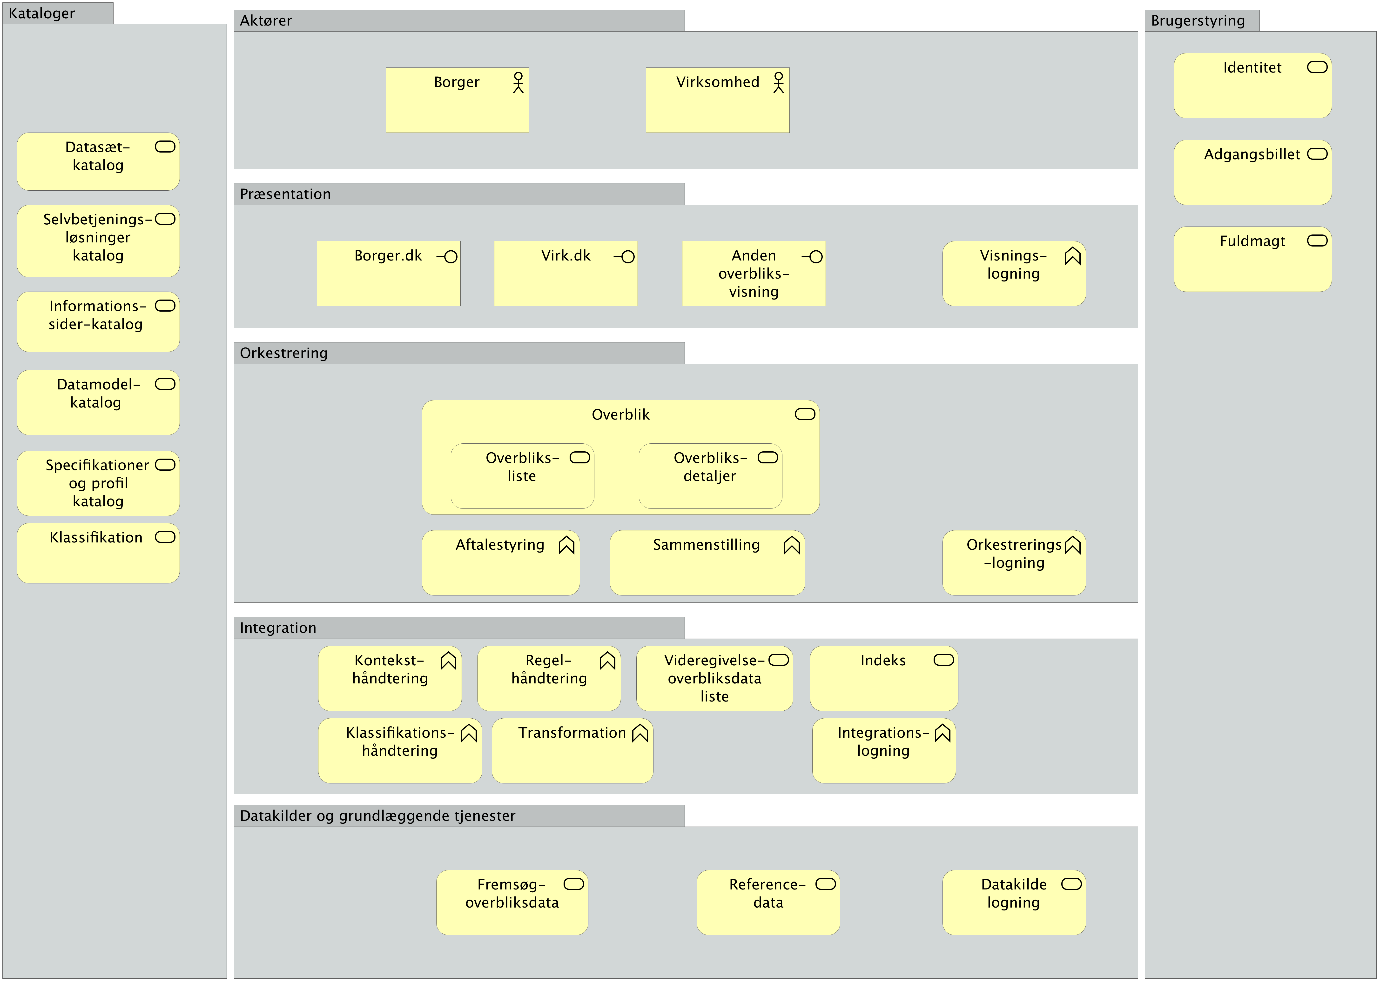 Kataloger
Datasæt-
katalog
Selvbetjenings-
løsninger
katalog
Informations-
sider-katalog
Datamodel-
katalog
Specifikationer
og profil
katalog
Klassifikation
Aktører
Borger
Virksomhed
Præsentation
Borger.dk
Virk.dk
Anden
overbliks-
visning
Visnings-
logning
Orkestrering
Overblik
Overbliks-
liste
Overbliks-
detaljer
Aftalestyring
Sammenstilling
Orkestrerings
-logning
Integration
Kontekst-
håndtering
Regel-
håndtering
Videregivelse-
overbliksdata
liste
Indeks
Klassifikations-
håndtering
Transformation
Integrations-
logning
Datakilder og grundlæggende tjenester
Fremsøg-
overbliksdata
Reference-
data
Datakilde
logning
Brugerstyring
Identitet
Adgangsbillet
Fuldmagt